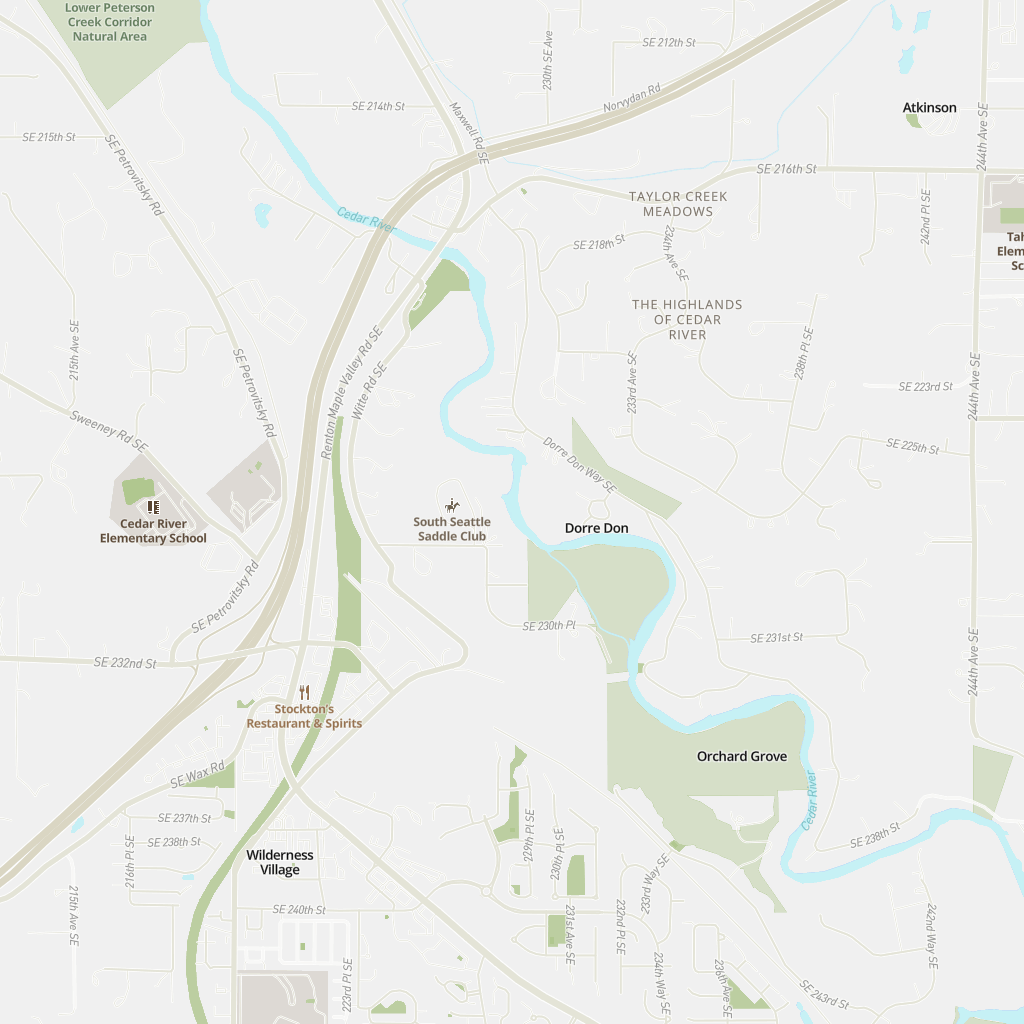 Lower Peterson
Creek Corridor
Natural Area
SE 212th St
230th SE Ave
Norvydan Rd
SE 214th St
Maxwell Rd SE
Atkinson
244th Ave SE
SE 215th St
SE Petrovitsky Rd
SE 216th St
TAYLOR CREEK
MEADOWS
242nd Pl SE
Cedar River
SE 218th St
234th Ave SE
Elem
THE HIGHLANDS
OF CEDAR
RIVER
215th Ave SE
SE Petrovitsky Rd
Renton Maple Valley Rd SE
Witte Rd SE
233rd Ave SE
238th Pl SE
SE 223rd St
244th Ave SE
Sweeney Rd SE
Dorre Don Way SE
SE 225th St
Cedar River
Elementary School
South Seattle
Saddle Club
Dorre Don
SE Petrovitsky Rd
SE 230th Pl
SE 231st St
SE 232nd St
244th Ave SE
Stockton's
Restaurant & Spirits
Orchard Grove
SE Wax Rd
Cedar River
SE 237th St
SE 238th St
SE 238th St
216th Pl SE
229th Pl SE
230th Pl SE
Wilderness
Village
233rd Way SE
215th Ave SE
SE 240th St
231st Ave SE
232nd Pl SE
242nd Way SE
223rd Pl SE
234th Way SE
236th Ave SE
SE 243rd St